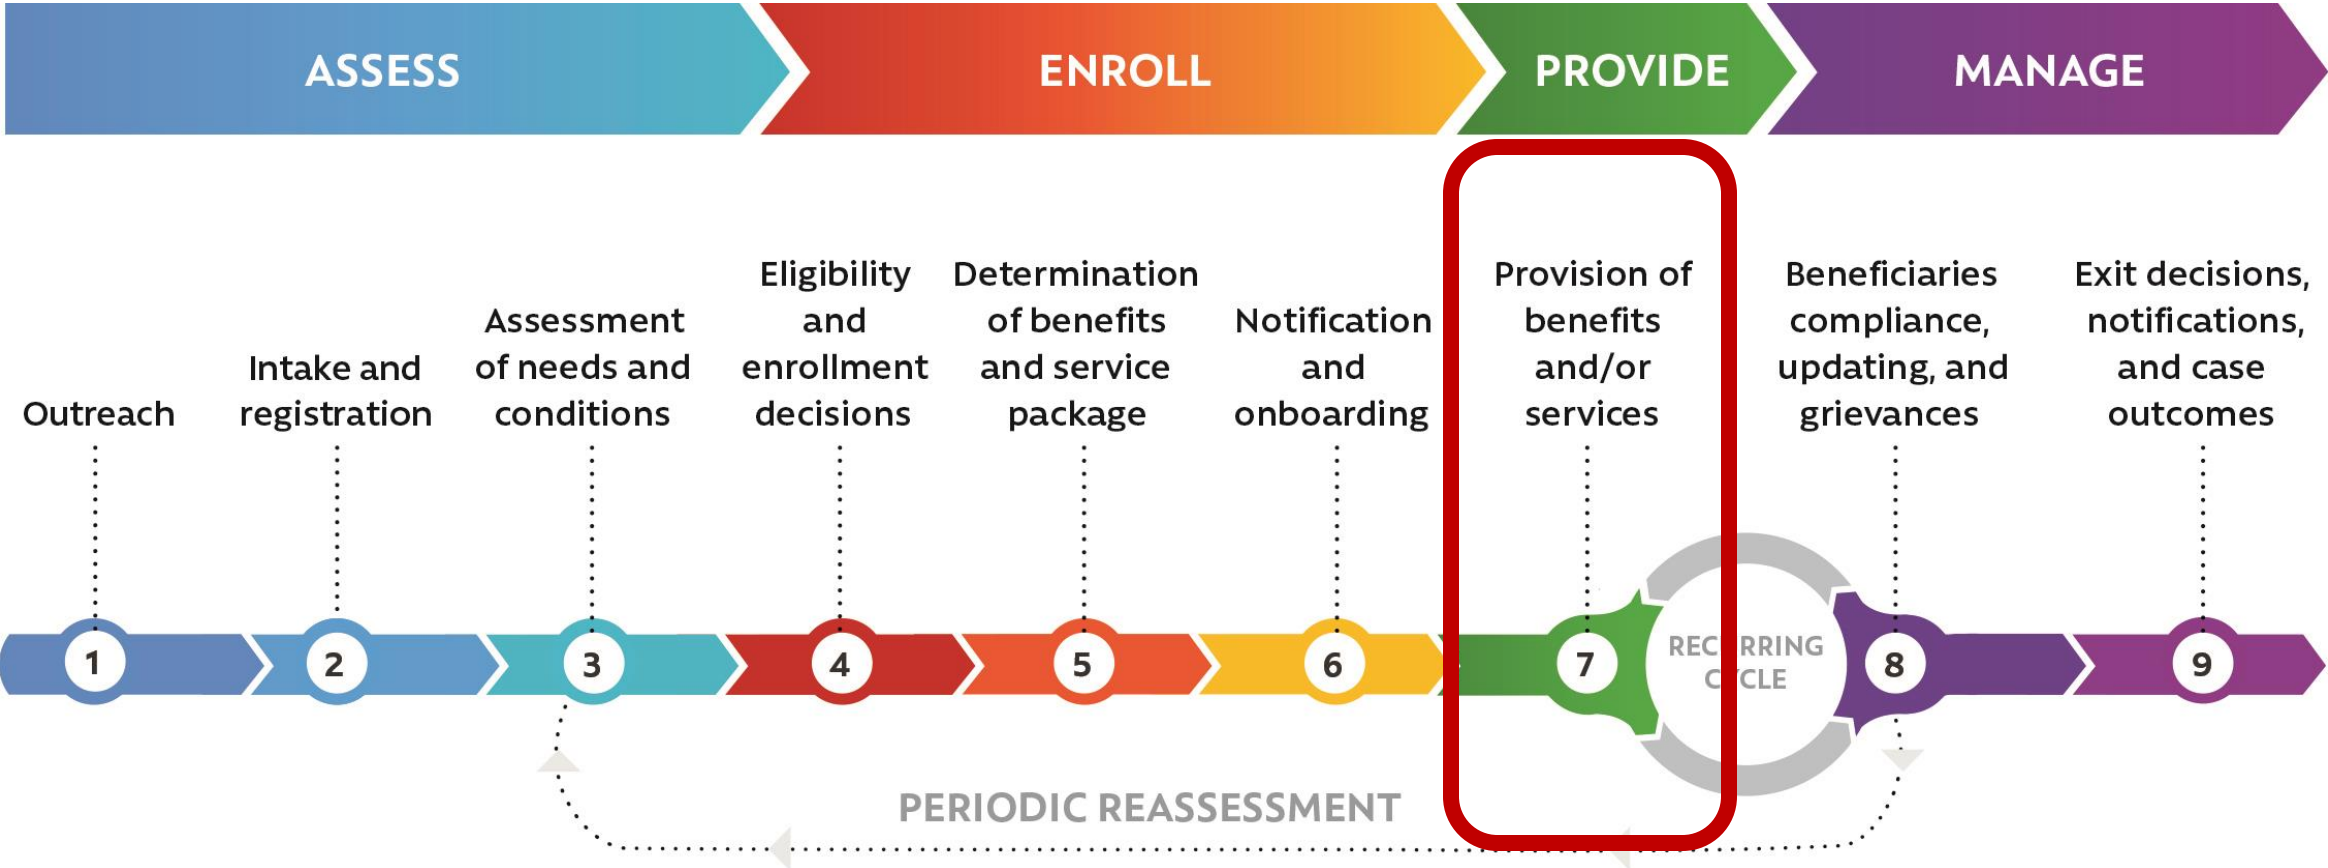 ASSESS
ENROLL
PROVIDE
MANAGE
Outreach
Intake and
registration
Assessment
of needs and
conditions
Eligibility
and
enrollment
decisions
Determination
of benefits
and service
package
Notification
and
onboarding
Provision of
benefits
and/or
services
Beneficiaries
compliance,
updating, and
grievances
Exit decisions,
notifications,
and case
outcomes
1
2
3
4
5
6
7
RECURRING
CYCLE
8
9
PERIODIC REASSESSMENT